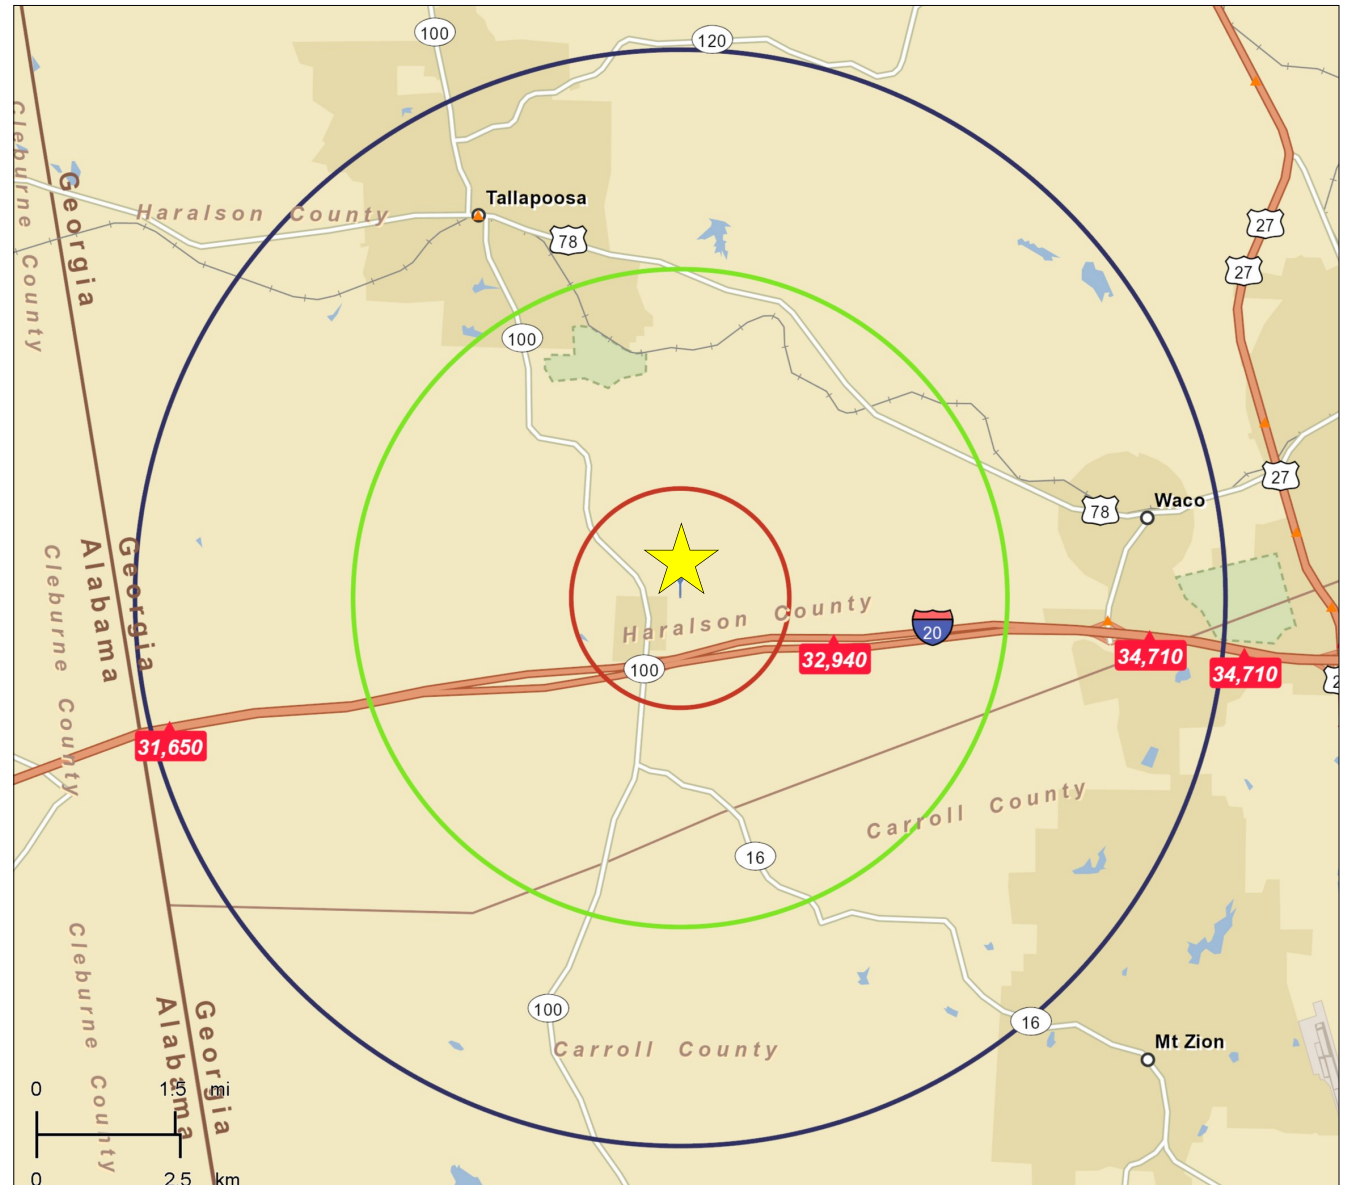 100
120
Cleburne County
Georgia
Haralson County
Tallapoosa
78
27
27
100
27
78
Waco
Georgia
Alabama
Cleburne County
Haralson County
20
100
32,940
34,710
34,710
31,650
Carroll County
16
Cleburne County
100
16
Georgia
Alabama
Carroll County
Mt Zion
0 1.5 mi
0 2.5 km